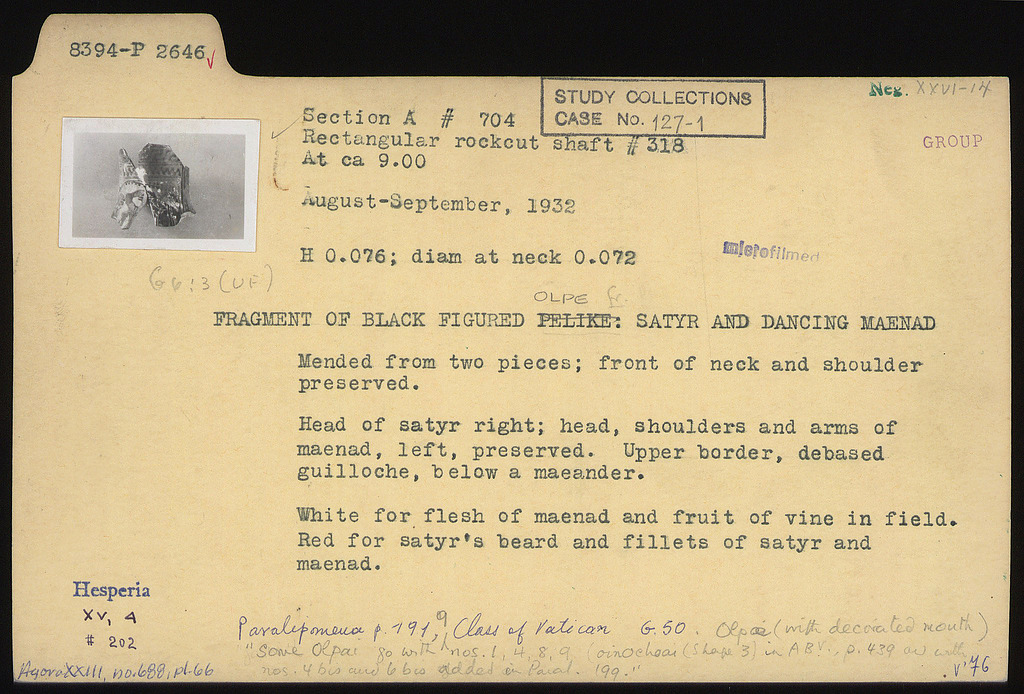 8394-P 2646
Neg. XXVI-14
STUDY COLLECTIONS
CASE No. 127-1
GROUP
Section A # 704
Rectangular rockcut shaft # 318
At ca 9.00
August-September, 1932
H 0.076; diam at neck 0.072
microfilmed
G 6:3 (UF)
OLPE fr.
FRAGMENT OF BLACK FIGURED PELIKE: SATYR AND DANCING MAENAD
Mended from two pieces; front of neck and shoulder
preserved.
Head of satyr right; head, shoulders and arms of
maenad, left, preserved. Upper border, debased
guilloche, below a maeander.
White for flesh of maenad and fruit of vine in field.
Red for satyr's beard and fillets of satyr and
maenad.
Hesperia
XV, 4
# 202
Agora XXIII, no. 688, pl. 66
Paralipomena p. 191, 9 Class of Vatican G. 50. Olpai (with decorated mouth)
"Some Olpai go with nos. 1, 4, 8, 9 (oinochoai (shape 3) in ABV., p. 439 and with
nos. 4 bis and 6 bis added in Paral. 199."
V'76